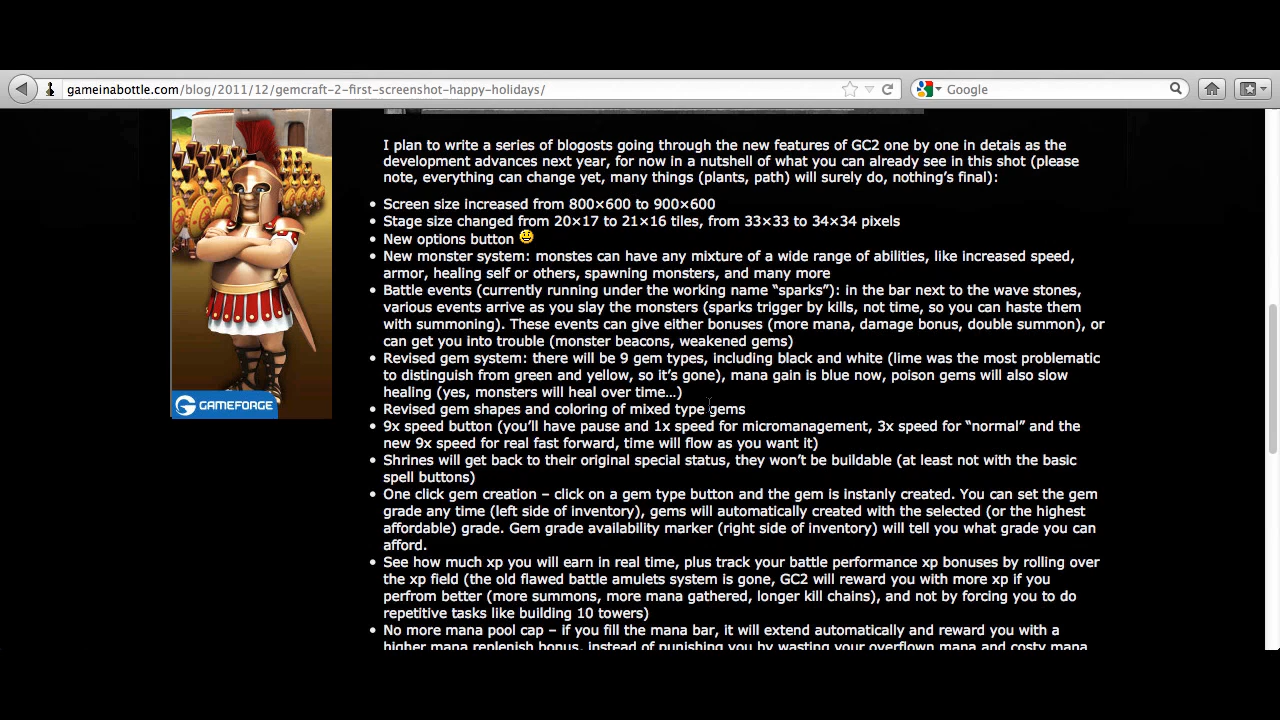 gameinabottle.com/blog/2011/12/gemcraft-2-first-screenshot-happy-holidays/
Google
I plan to write a series of blogosts going through the new features of GC2 one by one in detais as the
development advances next year, for now in a nutshell of what you can already see in this shot (please
note, everything can change yet, many things (plants, path) will surely do, nothing's final):
Screen size increased from 800×600 to 900×600
Stage size changed from 20×17 to 21×16 tiles, from 33×33 to 34×34 pixels
New options button
New monster system: monstes can have any mixture of a wide range of abilities, like increased speed,
armor, healing self or others, spawning monsters, and many more
Battle events (currently running under the working name "sparks"): in the bar next to the wave stones,
various events arrive as you slay the monsters (sparks trigger by kills, not time, so you can haste them
with summoning). These events can give either bonuses (more mana, damage bonus, double summon), or
can get you into trouble (monster beacons, weakened gems)
Revised gem system: there will be 9 gem types, including black and white (lime was the most problematic
to distinguish from green and yellow, so it's gone), mana gain is blue now, poison gems will also slow
healing (yes, monsters will heal over time…)
Revised gem shapes and coloring of mixed type gems
9x speed button (you'll have pause and 1x speed for micromanagement, 3x speed for "normal" and the
new 9x speed for real fast forward, time will flow as you want it)
Shrines will get back to their original special status, they won't be buildable (at least not with the basic
spell buttons)
One click gem creation – click on a gem type button and the gem is instanly created. You can set the gem
grade any time (left side of inventory), gems will automatically created with the selected (or the highest
affordable) grade. Gem grade availability marker (right side of inventory) will tell you what grade you can
afford.
See how much xp you will earn in real time, plus track your battle performance xp bonuses by rolling over
the xp field (the old flawed battle amulets system is gone, GC2 will reward you with more xp if you
perfrom better (more summons, more mana gathered, longer kill chains), and not by forcing you to do
repetitive tasks like building 10 towers)
No more mana pool cap – if you fill the mana bar, it will extend automatically and reward you with a
higher mana replenish bonus, instead of punishing you by wasting your overflown mana and costy mana
GAMEFORGE